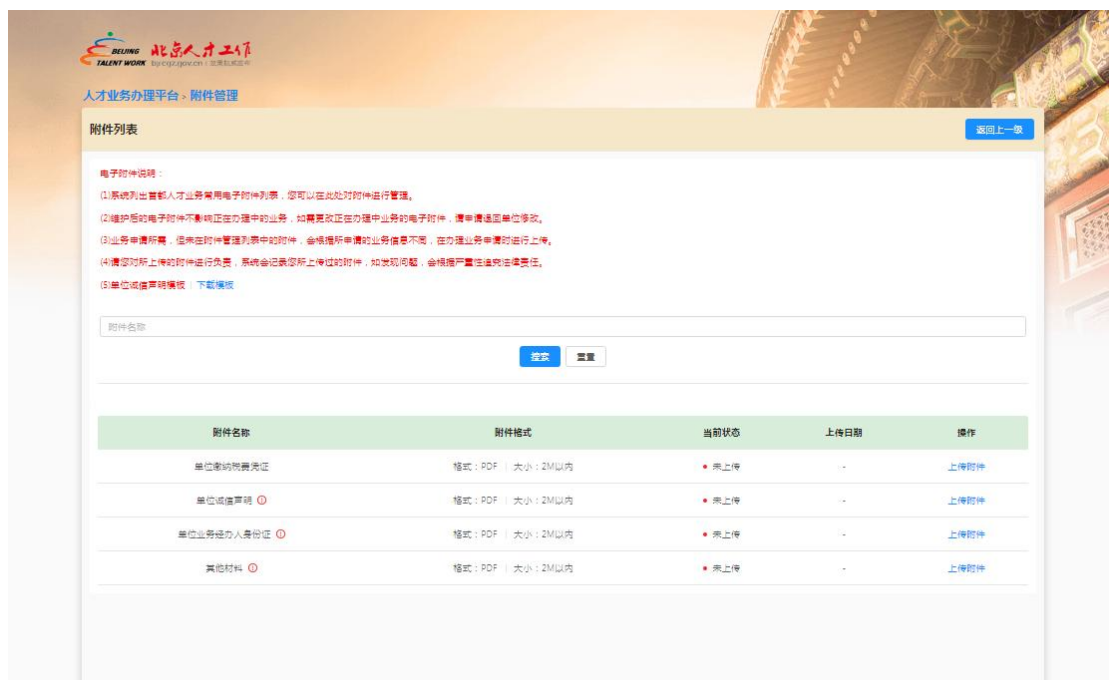 BEIJING 北京人才工作
TALENT WORK
人才业务办理平台 > 附件管理
附件列表
返回上一级
电子附件说明：
(1)系统列出首都人才业务常用电子附件列表，您可以在此处对附件进行管理。
(2)维护后的电子附件不影响正在办理中的业务，如需更改正在办理中业务的电子附件，请申请退回单位修改。
(3)业务申请所需，但未在附件管理列表中的附件，会根据所申请的业务信息不同，在办理业务申请时进行上传。
(4)请您对所上传的附件进行负责，系统会记录您所上传过的附件，如发现问题，会根据严重性追究法律责任。
(5)单位诚信声明模板 | 下载模板
附件名称
搜索 重置
附件名称 附件格式 当前状态 上传日期 操作
单位缴纳税费凭证 格式：PDF | 大小：2M以内 未上传 - 上传附件
单位诚信声明 格式：PDF | 大小：2M以内 未上传 - 上传附件
单位业务经办人身份证 格式：PDF | 大小：2M以内 未上传 - 上传附件
其他材料 格式：PDF | 大小：2M以内 未上传 - 上传附件